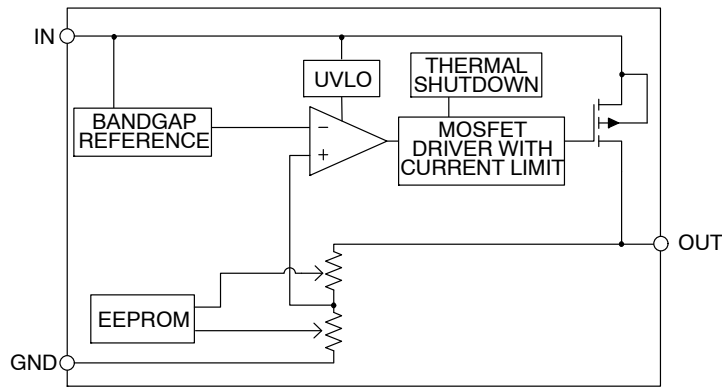 IN
UVLO
THERMAL
SHUTDOWN
BANDGAP
REFERENCE
−
+
MOSFET
DRIVER WITH
CURRENT LIMIT
OUT
EEPROM
GND